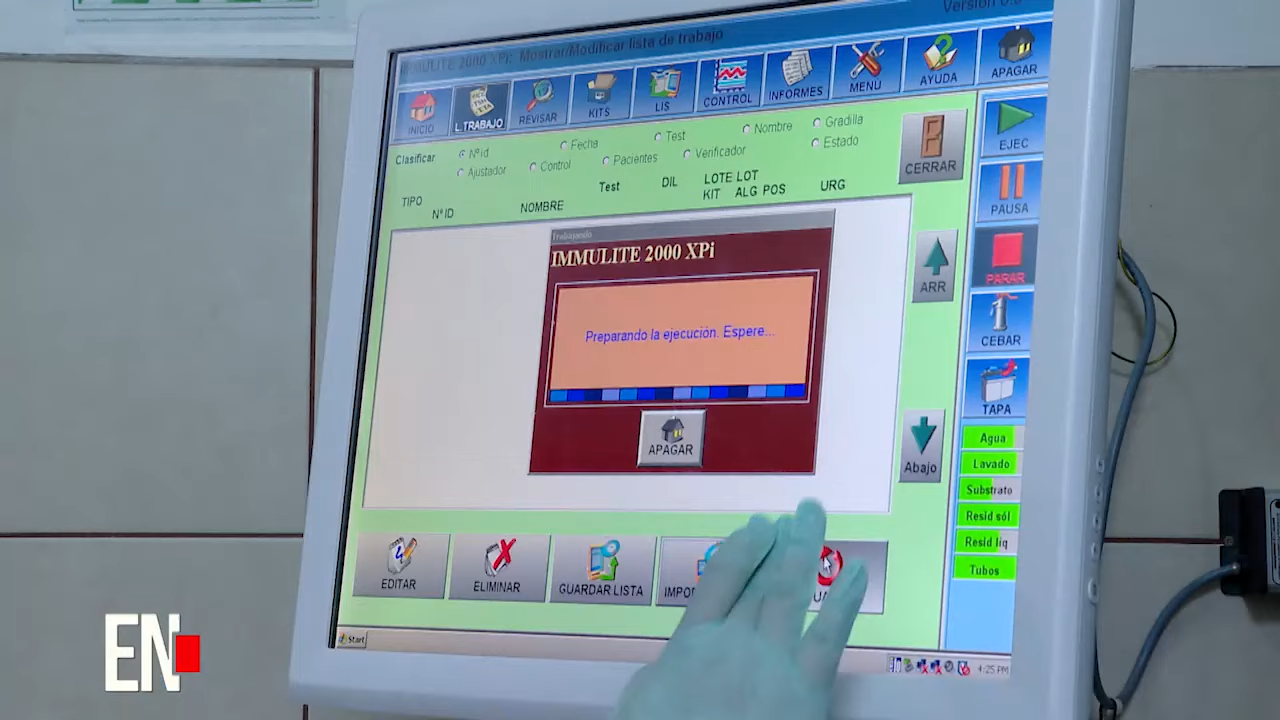 IMMULITE 2000 XPi: Mostrar/Modificar lista de trabajo
Versión
INICIO
L.TRABAJO
REVISAR
KITS
LIS
CONTROL
INFORMES
MENU
AYUDA
APAGAR
Clasificar
Nº id
Fecha
Test
Nombre
Gradilla
Ajustador
Control
Pacientes
Verificador
Estado
CERRAR
EJEC
PAUSA
PARAR
CEBAR
TAPA
TIPO
Nº ID
NOMBRE
Test
DIL
LOTE LOT
KIT ALG POS
URG
Trabajando
IMMULITE 2000 XPi
Preparando la ejecución. Espere...
APAGAR
ARR
Abajo
Agua
Lavado
Substrato
Resid sól
Resid líq
Tubos
EDITAR
ELIMINAR
GUARDAR LISTA
Start
4:25 PM
EN